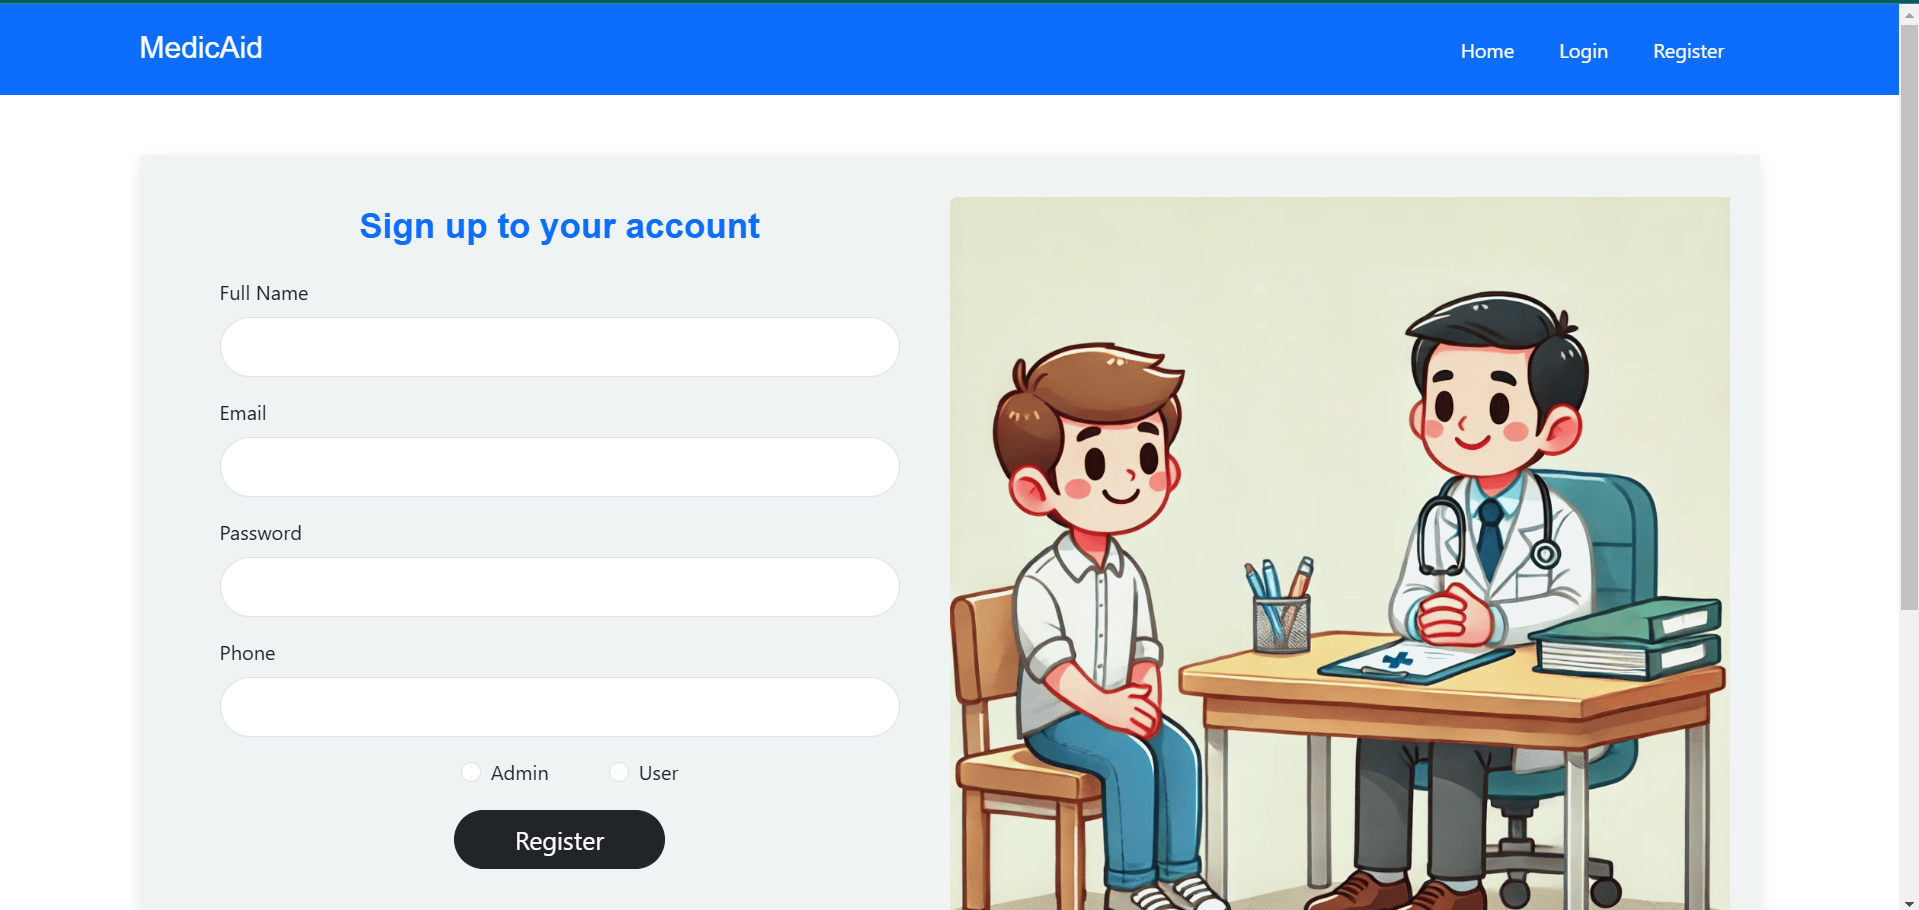 MedicAid
Home Login Register
Sign up to your account
Full Name
Email
Password
Phone
Admin User
Register